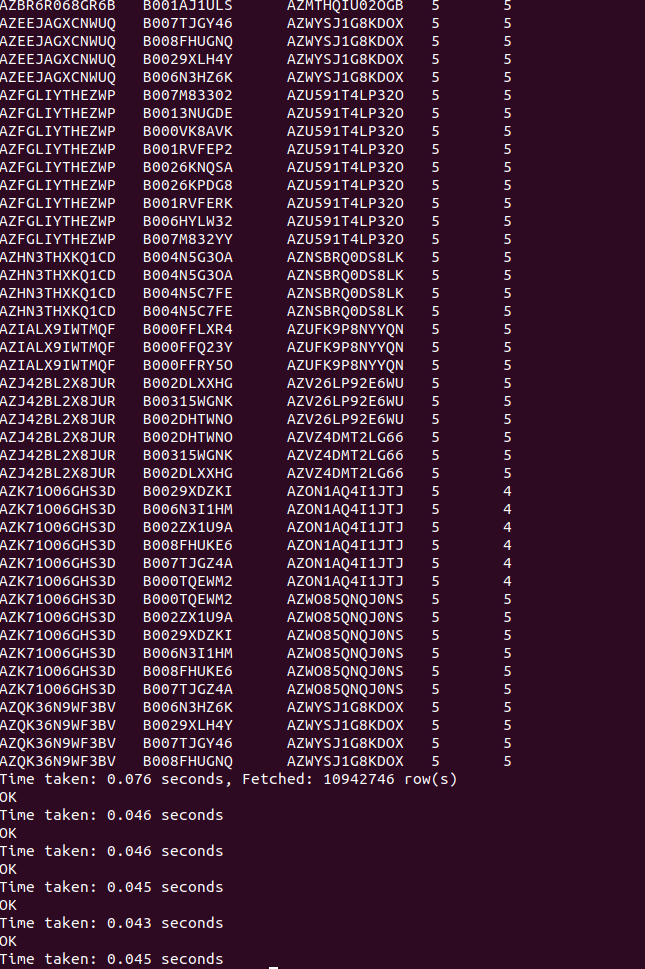 AZBR6R068GR6B B001AJ1ULS AZMTHQIU02OGB 5 5
AZEEJAGXCNWUQ B007TJGY46 AZWYSJ1G8KDOX 5 5
AZEEJAGXCNWUQ B008FHUGNQ AZWYSJ1G8KDOX 5 5
AZEEJAGXCNWUQ B0029XLH4Y AZWYSJ1G8KDOX 5 5
AZEEJAGXCNWUQ B006N3HZ6K AZWYSJ1G8KDOX 5 5
AZFGLIYTHEZWP B007M83302 AZU591T4LP32O 5 5
AZFGLIYTHEZWP B0013NUGDE AZU591T4LP32O 5 5
AZFGLIYTHEZWP B000VK8AVK AZU591T4LP32O 5 5
AZFGLIYTHEZWP B001RVFEP2 AZU591T4LP32O 5 5
AZFGLIYTHEZWP B0026KNQSA AZU591T4LP32O 5 5
AZFGLIYTHEZWP B0026KPDG8 AZU591T4LP32O 5 5
AZFGLIYTHEZWP B001RVFERK AZU591T4LP32O 5 5
AZFGLIYTHEZWP B006HYLW32 AZU591T4LP32O 5 5
AZFGLIYTHEZWP B007M832YY AZU591T4LP32O 5 5
AZHN3THXKQ1CD B004N5G3OA AZNSBRQ0DS8LK 5 5
AZHN3THXKQ1CD B004N5G3OA AZNSBRQ0DS8LK 5 5
AZHN3THXKQ1CD B004N5C7FE AZNSBRQ0DS8LK 5 5
AZHN3THXKQ1CD B004N5C7FE AZNSBRQ0DS8LK 5 5
AZIALX9IWTMQF B000FFLXR4 AZUFK9P8NYYQN 5 5
AZIALX9IWTMQF B000FFQ23Y AZUFK9P8NYYQN 5 5
AZIALX9IWTMQF B000FFRY5O AZUFK9P8NYYQN 5 5
AZJ42BL2X8JUR B002DLXXHG AZV26LP92E6WU 5 5
AZJ42BL2X8JUR B00315WGNK AZV26LP92E6WU 5 5
AZJ42BL2X8JUR B002DHTWNO AZV26LP92E6WU 5 5
AZJ42BL2X8JUR B002DHTWNO AZVZ4DMT2LG66 5 5
AZJ42BL2X8JUR B00315WGNK AZVZ4DMT2LG66 5 5
AZJ42BL2X8JUR B002DLXXHG AZVZ4DMT2LG66 5 5
AZK71O06GHS3D B0029XDZKI AZON1AQ4I1JTJ 5 4
AZK71O06GHS3D B006N3I1HM AZON1AQ4I1JTJ 5 4
AZK71O06GHS3D B002ZX1U9A AZON1AQ4I1JTJ 5 4
AZK71O06GHS3D B008FHUKE6 AZON1AQ4I1JTJ 5 4
AZK71O06GHS3D B007TJGZ4A AZON1AQ4I1JTJ 5 4
AZK71O06GHS3D B000TQEWM2 AZON1AQ4I1JTJ 5 4
AZK71O06GHS3D B000TQEWM2 AZWO85QNQJ0NS 5 5
AZK71O06GHS3D B002ZX1U9A AZWO85QNQJ0NS 5 5
AZK71O06GHS3D B0029XDZKI AZWO85QNQJ0NS 5 5
AZK71O06GHS3D B006N3I1HM AZWO85QNQJ0NS 5 5
AZK71O06GHS3D B008FHUKE6 AZWO85QNQJ0NS 5 5
AZK71O06GHS3D B007TJGZ4A AZWO85QNQJ0NS 5 5
AZQK36N9WF3BV B006N3HZ6K AZWYSJ1G8KDOX 5 5
AZQK36N9WF3BV B0029XLH4Y AZWYSJ1G8KDOX 5 5
AZQK36N9WF3BV B007TJGY46 AZWYSJ1G8KDOX 5 5
AZQK36N9WF3BV B008FHUGNQ AZWYSJ1G8KDOX 5 5
Time taken: 0.076 seconds, Fetched: 10942746 row(s)
OK
Time taken: 0.046 seconds
OK
Time taken: 0.046 seconds
OK
Time taken: 0.045 seconds
OK
Time taken: 0.043 seconds
OK
Time taken: 0.045 seconds